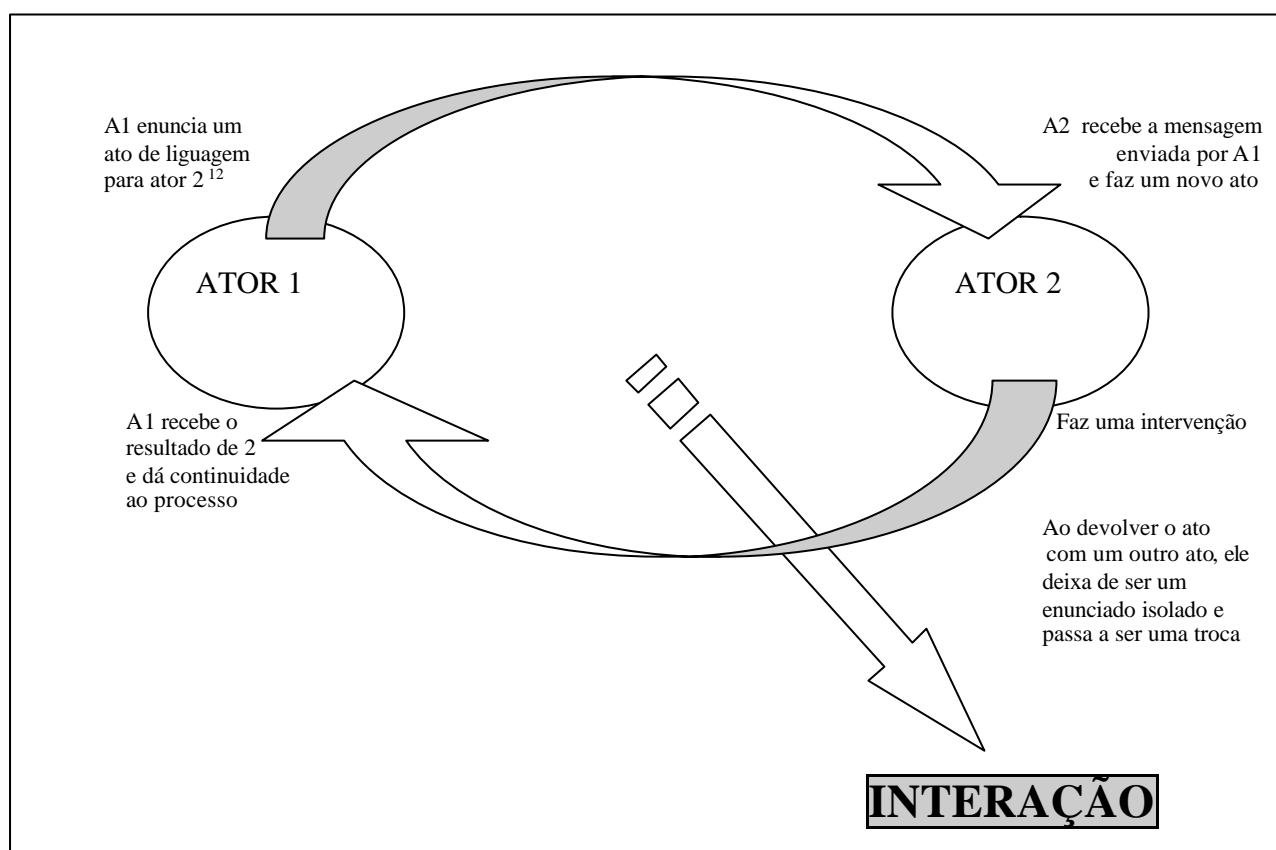 A1 enuncia um
ato de liguagem
para ator 2 12
A2 recebe a mensagem
enviada por A1
e faz um novo ato
ATOR 1
ATOR 2
A1 recebe o
resultado de 2
e dá continuidade
ao processo
Faz uma intervenção
Ao devolver o ato
com um outro ato, ele
deixa de ser um
enunciado isolado e
passa a ser uma troca
INTERAÇÃO